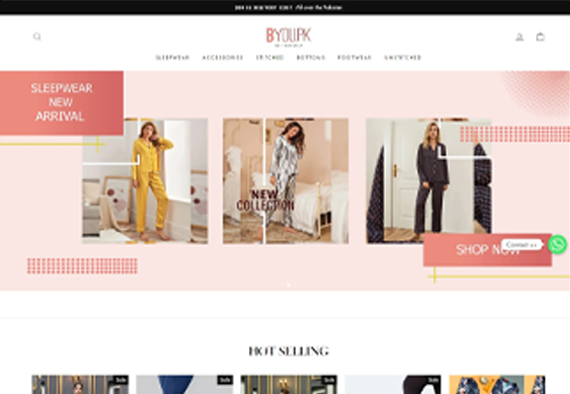 BYOUPK
SLEEPWEAR ACCESSORIES STITCHED BOTTOMS FOOTWEAR UNSTITCHED
SLEEPWEAR
NEW
ARRIVAL
NEW
COLLECTION
SHOP NOW
Contact us
HOT SELLING
Sale
Sale
Sale
Sale
Sale